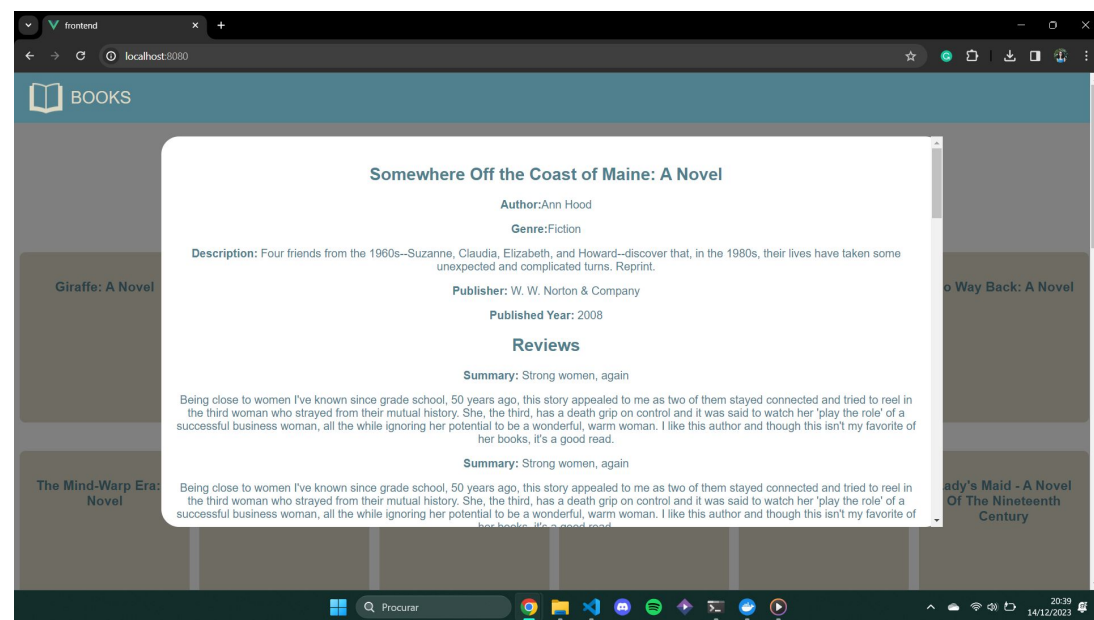 frontend
localhost:8080
BOOKS
Somewhere Off the Coast of Maine: A Novel
Author:Ann Hood
Genre:Fiction
Description: Four friends from the 1960s--Suzanne, Claudia, Elizabeth, and Howard--discover that, in the 1980s, their lives have taken some
unexpected and complicated turns. Reprint.
Publisher: W. W. Norton & Company
Published Year: 2008
Reviews
Summary: Strong women, again
Being close to women I've known since grade school, 50 years ago, this story appealed to me as two of them stayed connected and tried to reel in
the third woman who strayed from their mutual history. She, the third, has a death grip on control and it was said to watch her 'play the role' of a
successful business woman, all the while ignoring her potential to be a wonderful, warm woman. I like this author and though this isn't my favorite of
her books, it's a good read.
Summary: Strong women, again
Being close to women I've known since grade school, 50 years ago, this story appealed to me as two of them stayed connected and tried to reel in
the third woman who strayed from their mutual history. She, the third, has a death grip on control and it was said to watch her 'play the role' of a
successful business woman, all the while ignoring her potential to be a wonderful, warm woman. I like this author and though this isn't my favorite of
her books, it's a good read
Giraffe: A Novel
o Way Back: A Novel
The Mind-Warp Era:
Novel
ady's Maid - A Novel
Of The Nineteenth
Century
Procurar
20:39
14/12/2023